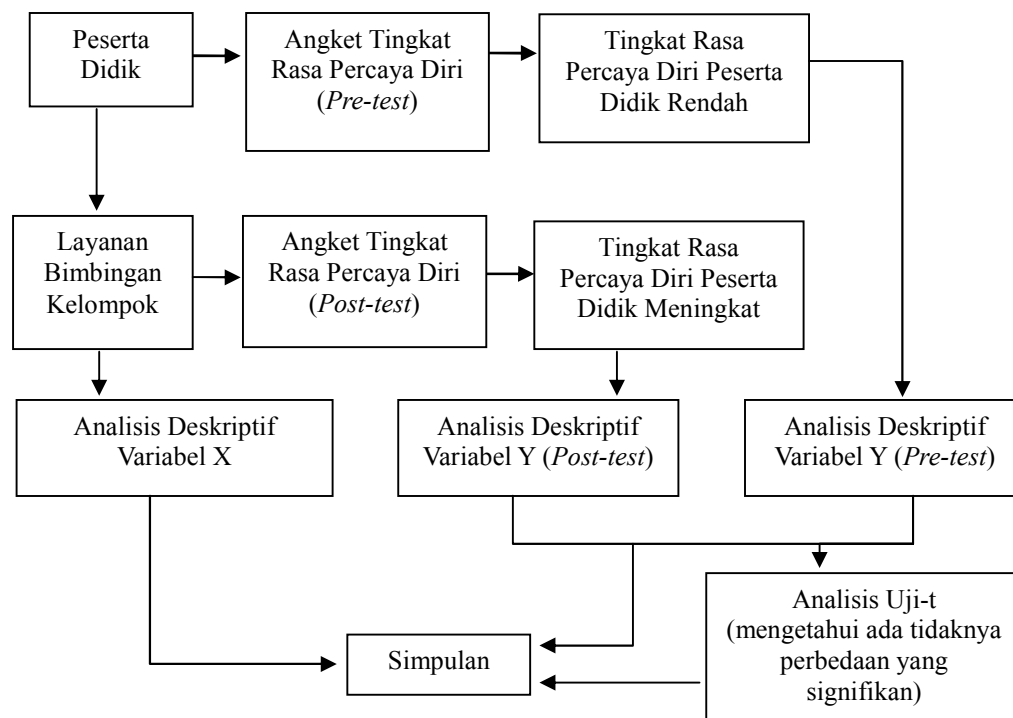 Peserta
Didik
Angket Tingkat
Rasa Percaya Diri
(Pre-test)
Tingkat Rasa
Percaya Diri Peserta
Didik Rendah
Layanan
Bimbingan
Kelompok
Angket Tingkat
Rasa Percaya Diri
(Post-test)
Tingkat Rasa
Percaya Diri Peserta
Didik Meningkat
Analisis Deskriptif
Variabel X
Analisis Deskriptif
Variabel Y (Post-test)
Analisis Deskriptif
Variabel Y (Pre-test)
Analisis Uji-t
(mengetahui ada tidaknya
perbedaan yang
signifikan)
Simpulan